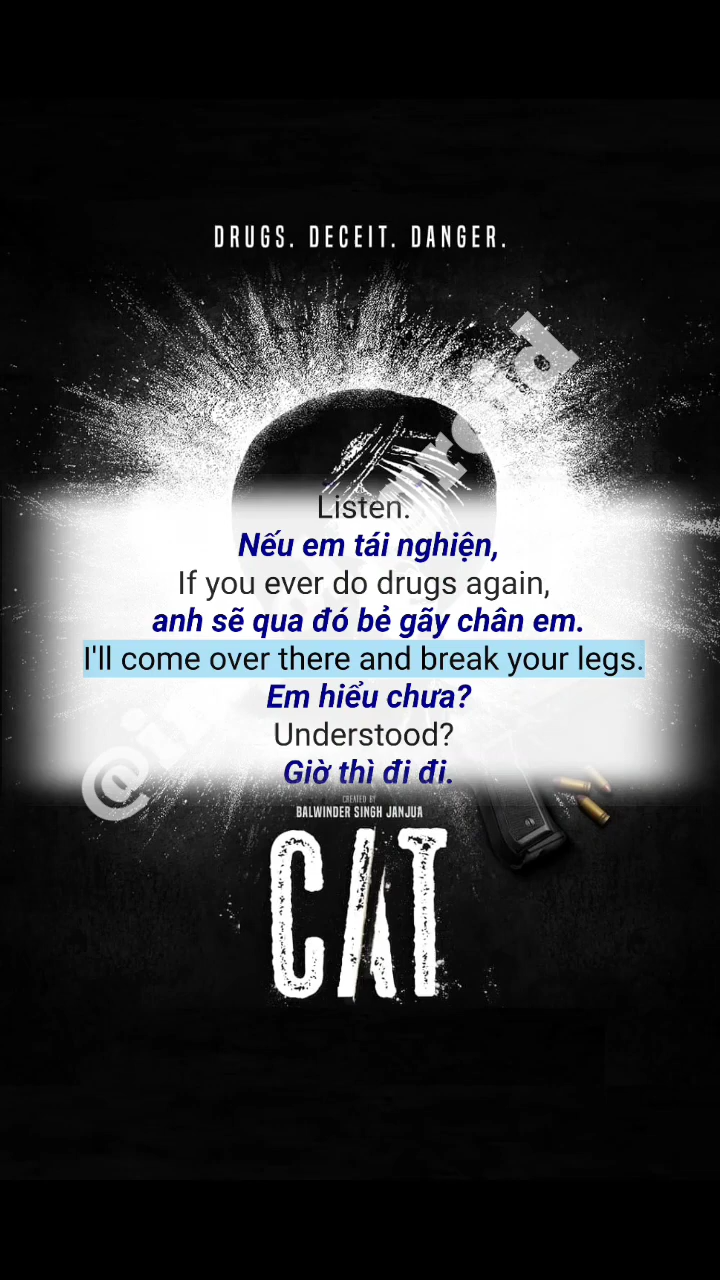 DRUGS. DECEIT. DANGER.
Listen.
Nếu em tái nghiện,
If you ever do drugs again,
anh sẽ qua đó bẻ gãy chân em.
I'll come over there and break your legs.
Em hiểu chưa?
Understood?
Giờ thì đi đi.
CREATED BY
BALWINDER SINGH JANJUA
CAT